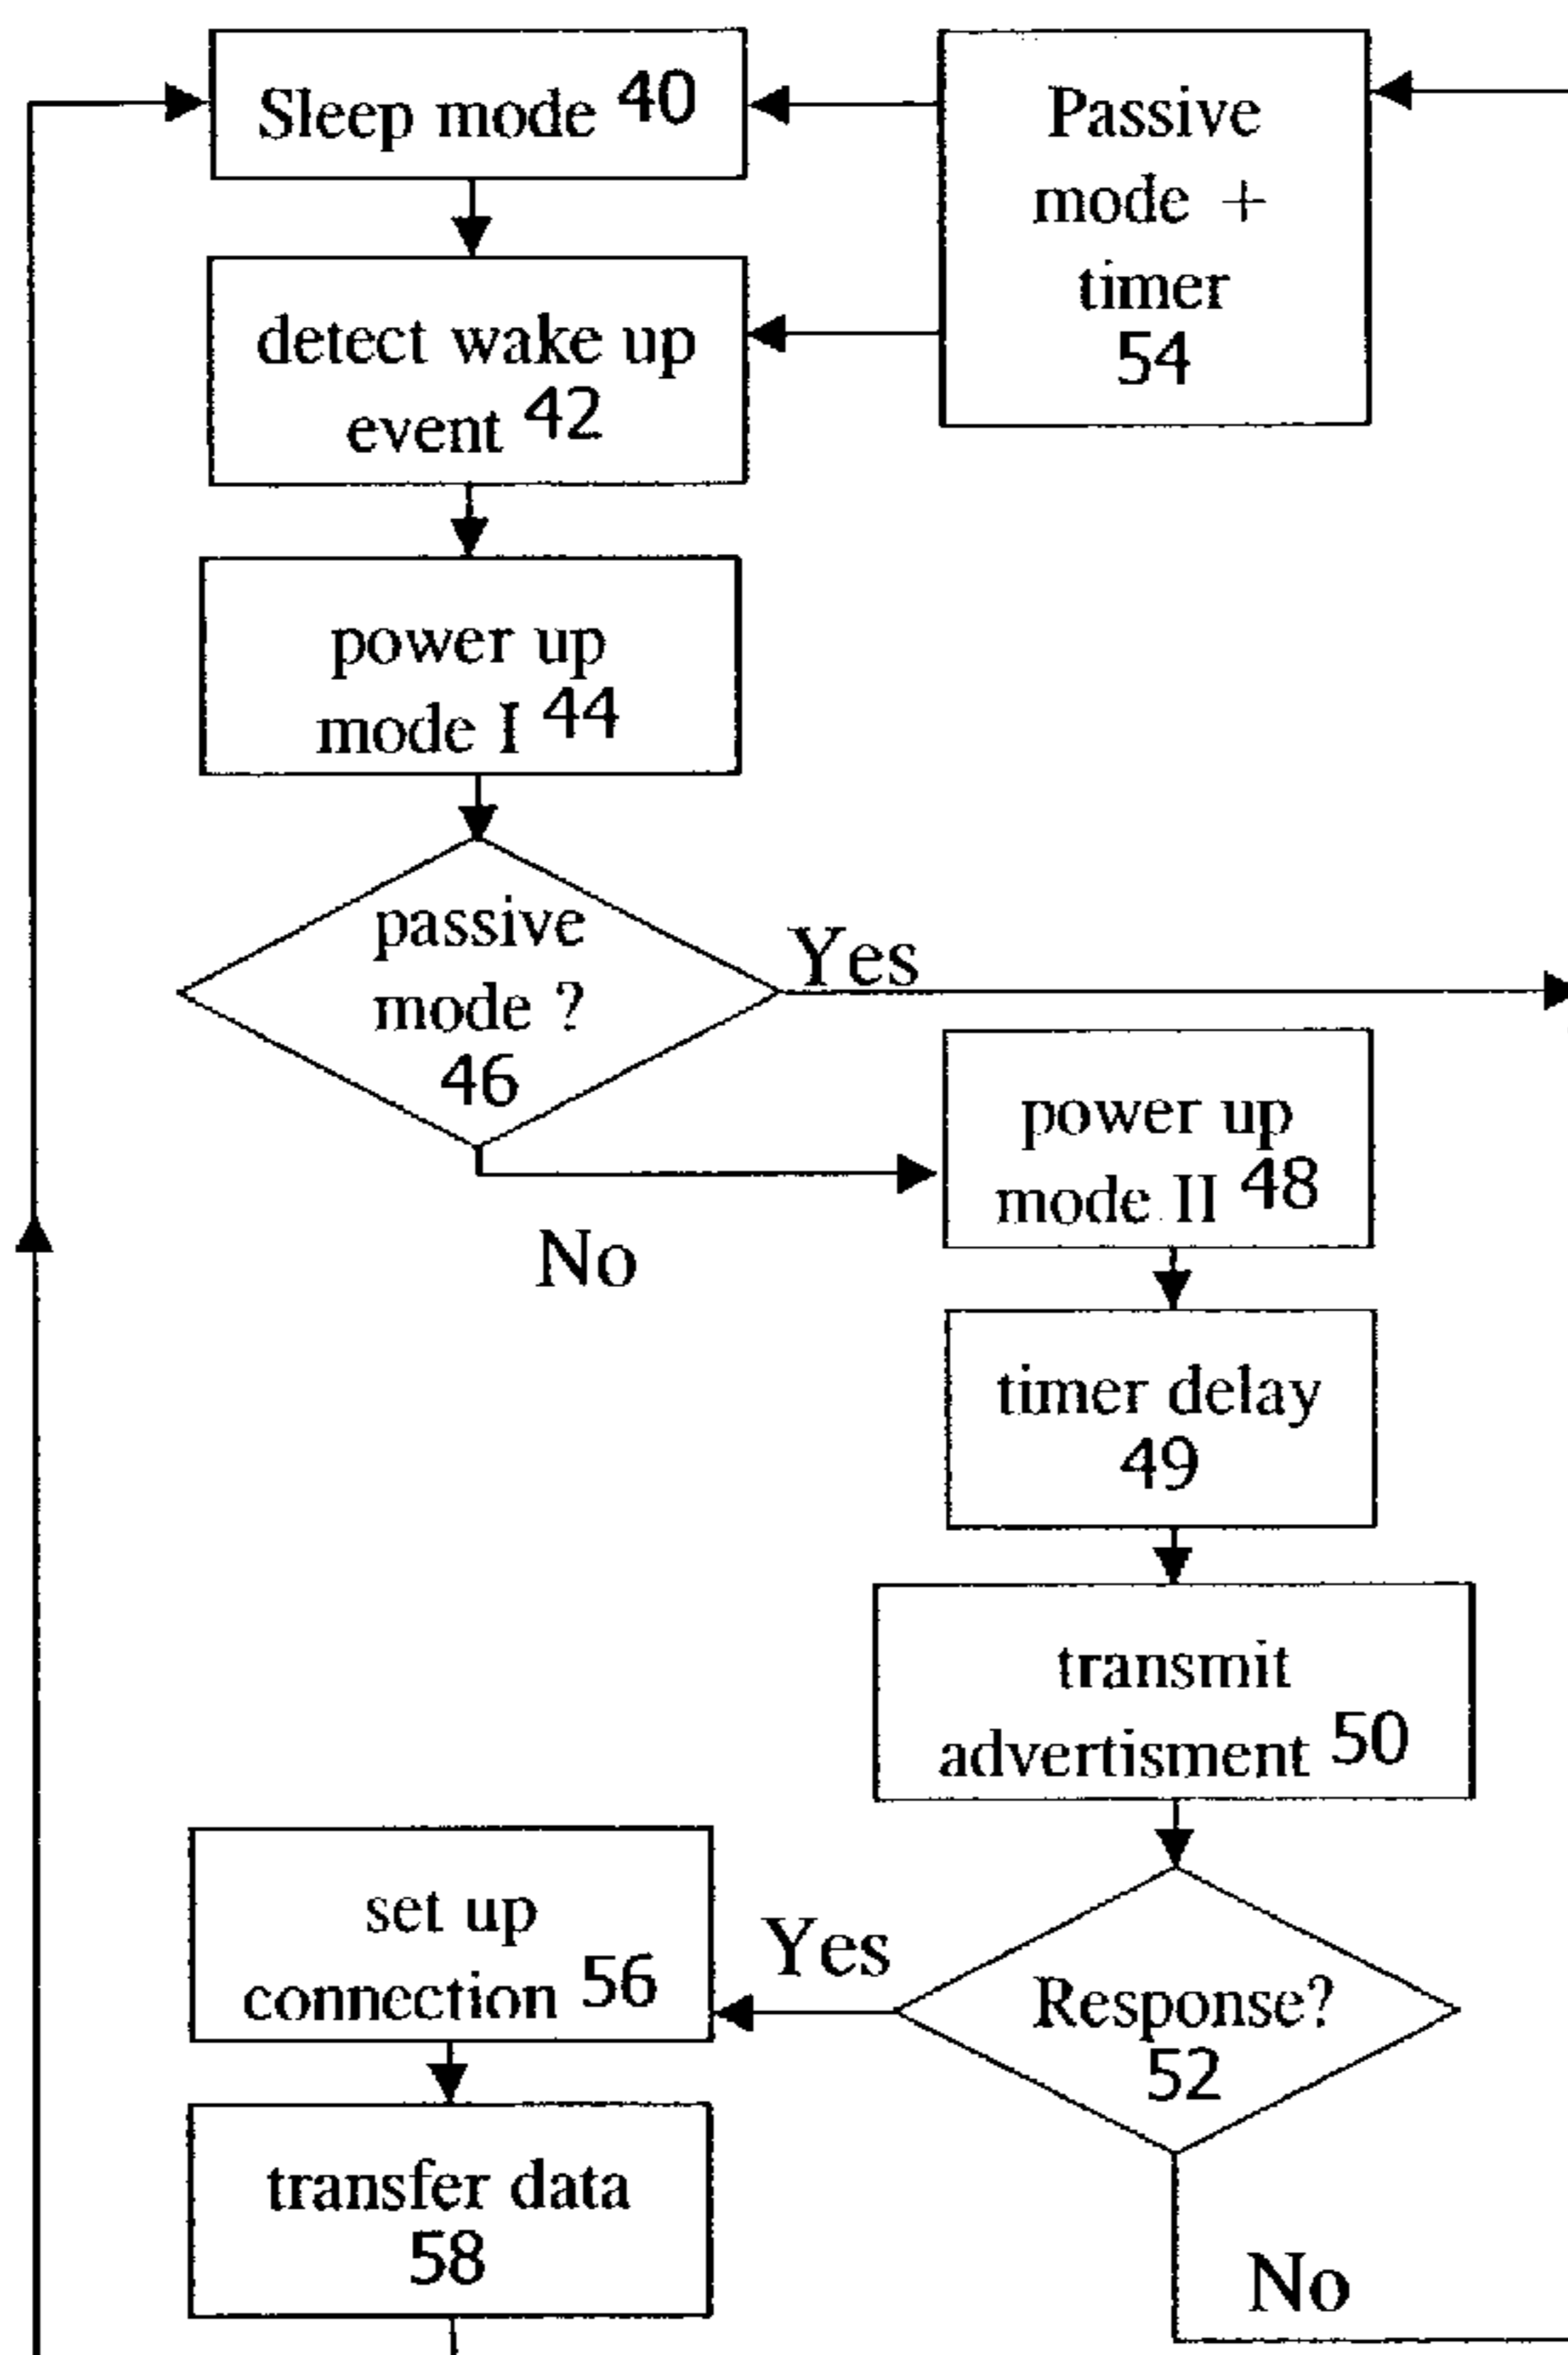 Sleep mode 40
Passive
mode +
timer
54
detect wake up
event 42
power up
mode I 44
passive
mode ?
46
Yes
No
power up
mode II 48
timer delay
49
transmit
advertisment 50
Response?
52
Yes
No
set up
connection 56
transfer data
58